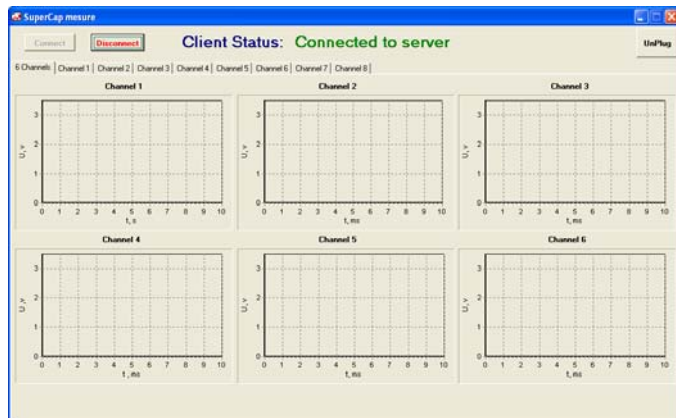 SuperCap mesure
Connect Disconnect Client Status: Connected to server UnPlug
6 Channels Channel 1 Channel 2 Channel 3 Channel 4 Channel 5 Channel 6 Channel 7 Channel 8
Channel 1 Channel 2 Channel 3
U, v U, v U, v
3 3 3
2 2 2
1 1 1
0 0 0
0 1 2 3 4 5 6 7 8 9 10 0 1 2 3 4 5 6 7 8 9 10 0 1 2 3 4 5 6 7 8 9 10
t, s t, ms t, ms
Channel 4 Channel 5 Channel 6
U, v U, v U, v
3 3 3
2 2 2
1 1 1
0 0 0
0 1 2 3 4 5 6 7 8 9 10 0 1 2 3 4 5 6 7 8 9 10 0 1 2 3 4 5 6 7 8 9 10
t, ms t, ms t, ms